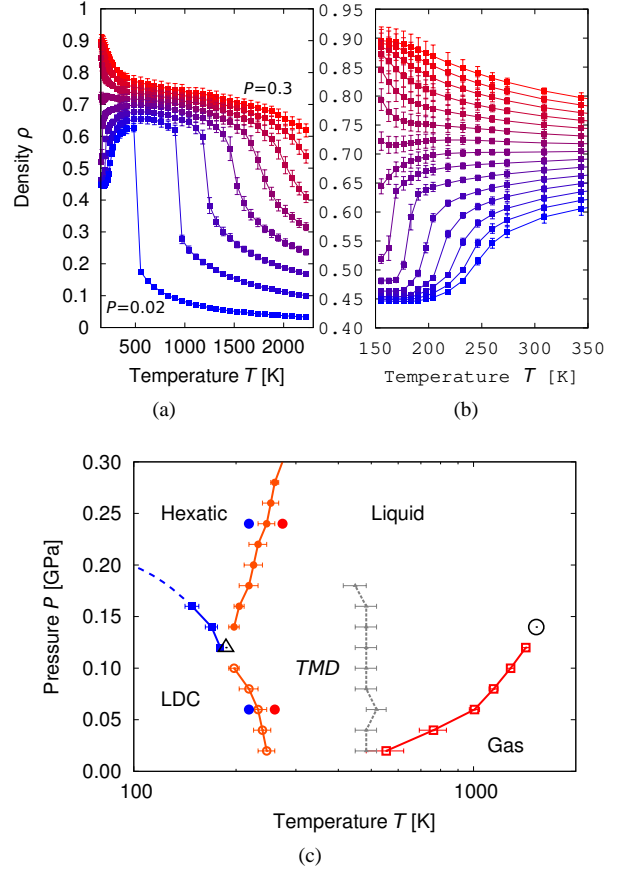 1
0.9
0.8
0.7
0.6
0.5
0.4
0.3
0.2
0.1
0
Density ρ
P=0.3
P=0.02
500 1000 1500 2000
Temperature T [K]
(a)
0.95
0.90
0.85
0.80
0.75
0.70
0.65
0.60
0.55
0.50
0.45
0.40
150 200 250 300 350
Temperature T [K]
(b)
0.30
0.25
0.20
0.15
0.10
0.05
0.00
Pressure P [GPa]
Hexatic
Liquid
LDC
TMD
Gas
100 1000
Temperature T [K]
(c)